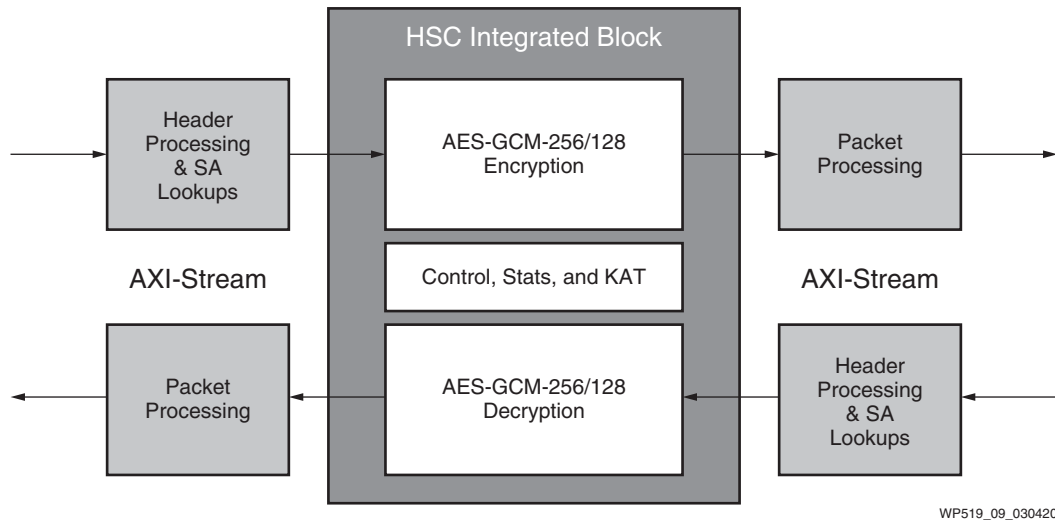 HSC Integrated Block
Header
Processing
& SA
Lookups
AES-GCM-256/128
Encryption
Packet
Processing
AXI-Stream
Control, Stats, and KAT
AXI-Stream
Packet
Processing
AES-GCM-256/128
Decryption
Header
Processing
& SA
Lookups
WP519_09_030420